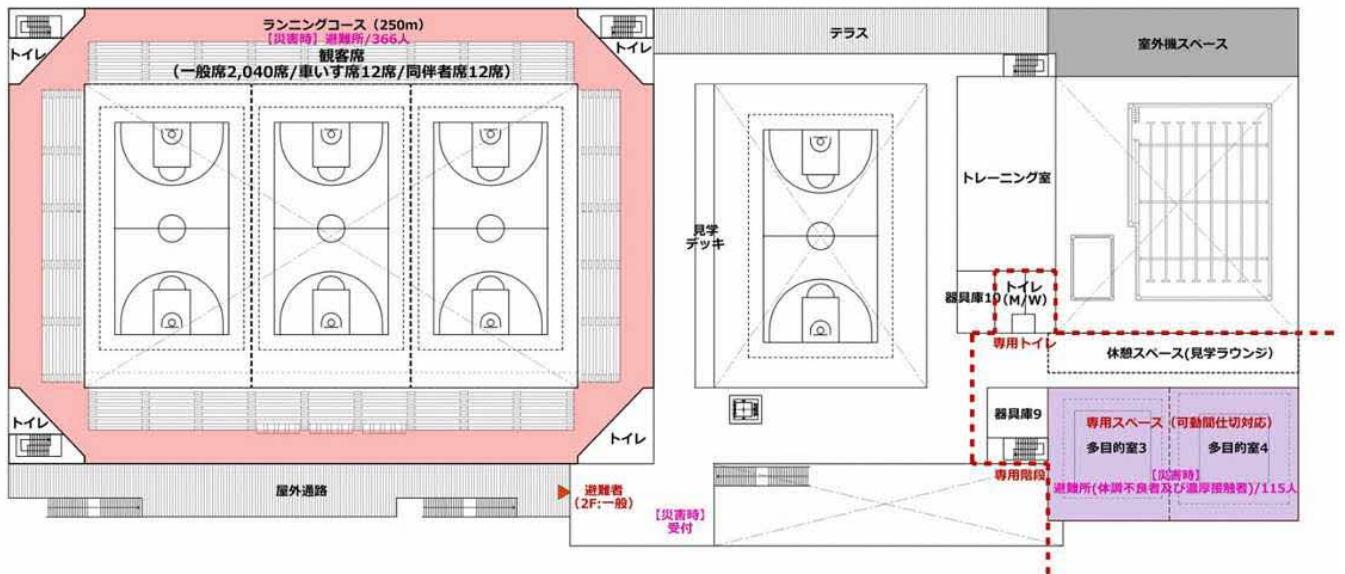 ランニングコース（250m）
【災害時】避難所/366人
観客席
（一般席2,040席/車いす席12席/同伴者席12席）
トイレ
トイレ
テラス
室外機スペース
トレーニング室
見学
デッキ
器具庫10
トイレ
（M/W）
専用トイレ
休憩スペース(見学ラウンジ）
トイレ
トイレ
器具庫9
専用スペース（可動間仕切対応）
多目的室3
多目的室4
専用階段
【災害時】
避難所(体調不良者及び濃厚接触者)/115人
屋外通路
避難者
（2F:一般）
【災害時】
受付